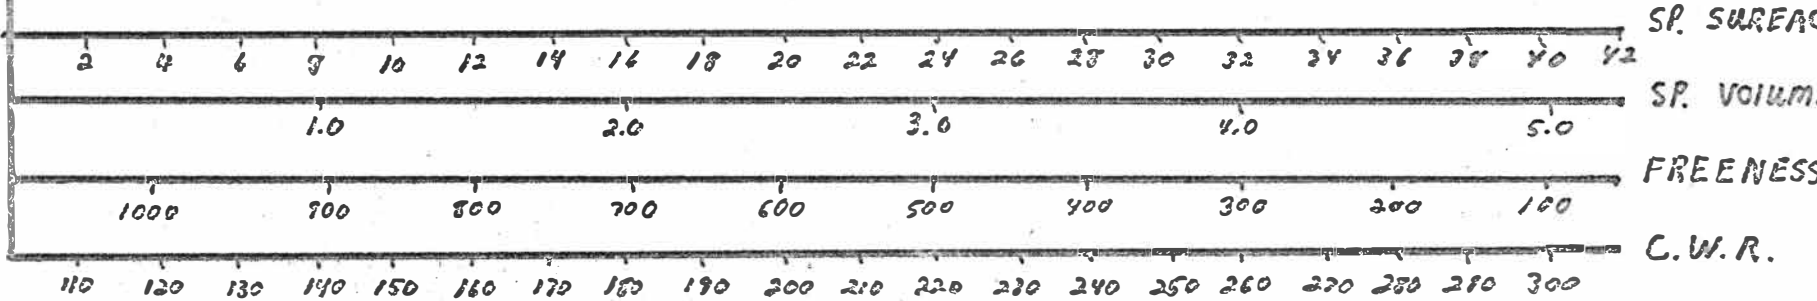 SP. SURFAC
2 4 6 8 10 12 14 16 18 20 22 24 26 28 30 32 34 36 38 40 42
SP. VOLUM
1.0 2.0 3.0 4.0 5.0
FREENESS
1000 900 800 700 600 500 400 300 200 100
C.W.R.
110 120 130 140 150 160 170 180 190 200 210 220 230 240 250 260 270 280 290 300